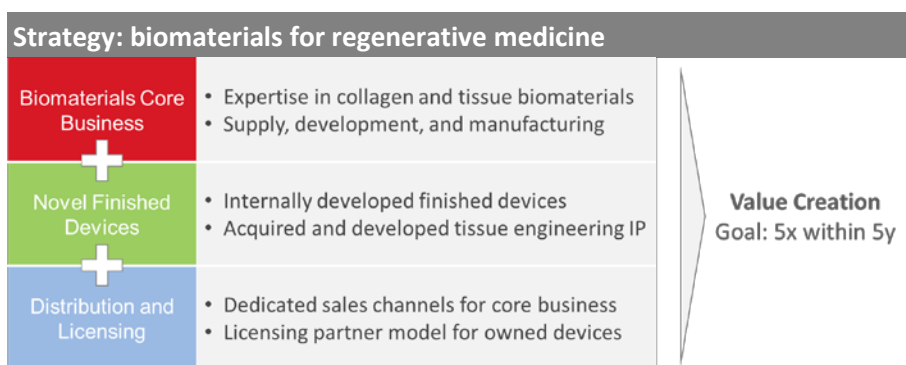 Strategy: biomaterials for regenerative medicine
Biomaterials Core
Business
• Expertise in collagen and tissue biomaterials
• Supply, development, and manufacturing
Novel Finished
Devices
• Internally developed finished devices
• Acquired and developed tissue engineering IP
Distribution and
Licensing
• Dedicated sales channels for core business
• Licensing partner model for owned devices
Value Creation
Goal: 5x within 5y